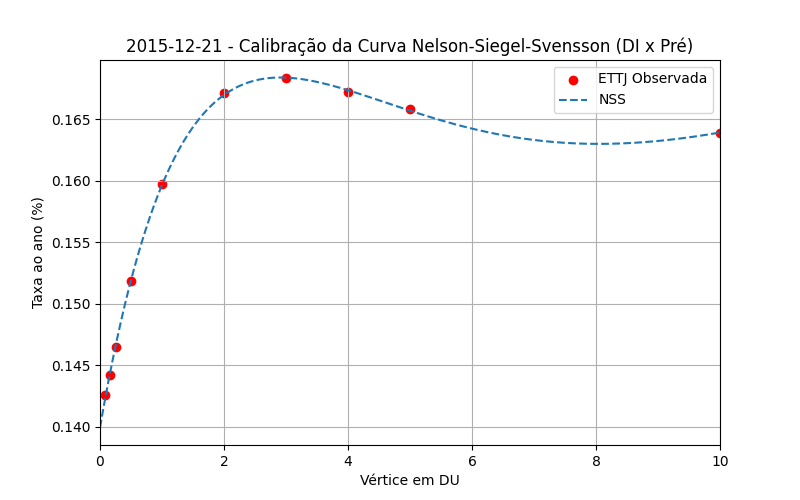 2015-12-21 - Calibração da Curva Nelson-Siegel-Svensson (DI x Pré)
ETTJ Observada
NSS
Taxa ao ano (%)
0.165
0.160
0.155
0.150
0.145
0.140
0 2 4 6 8 10
Vértice em DU